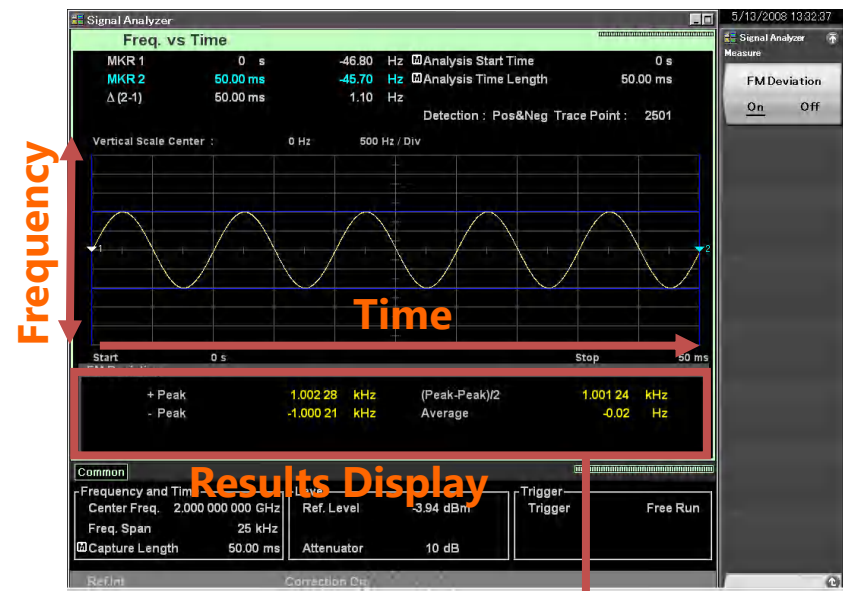 Signal Analyzer
5/13/2008 13:32:37
Freq. vs Time
MKR 1 0 s -46.80 Hz M Analysis Start Time 0 s
MKR 2 50.00 ms -45.70 Hz M Analysis Time Length 50.00 ms
Δ (2-1) 50.00 ms 1.10 Hz
Detection : Pos&Neg Trace Point : 2501
Vertical Scale Center : 0 Hz 500 Hz / Div
Frequency
1
2
Time
Start 0 s Stop 50 ms
+ Peak 1.002 28 kHz (Peak-Peak)/2 1.001 24 kHz
- Peak -1.000 21 kHz Average -0.02 Hz
Results Display
Common
Frequency and Tim
Level
Trigger
Center Freq. 2.000 000 000 GHz Ref. Level -3.94 dBm Trigger Free Run
Freq. Span 25 kHz
M Capture Length 50.00 ms Attenuator 10 dB
Ref.Int
Signal Analyzer
Measure
FM Deviation
On Off